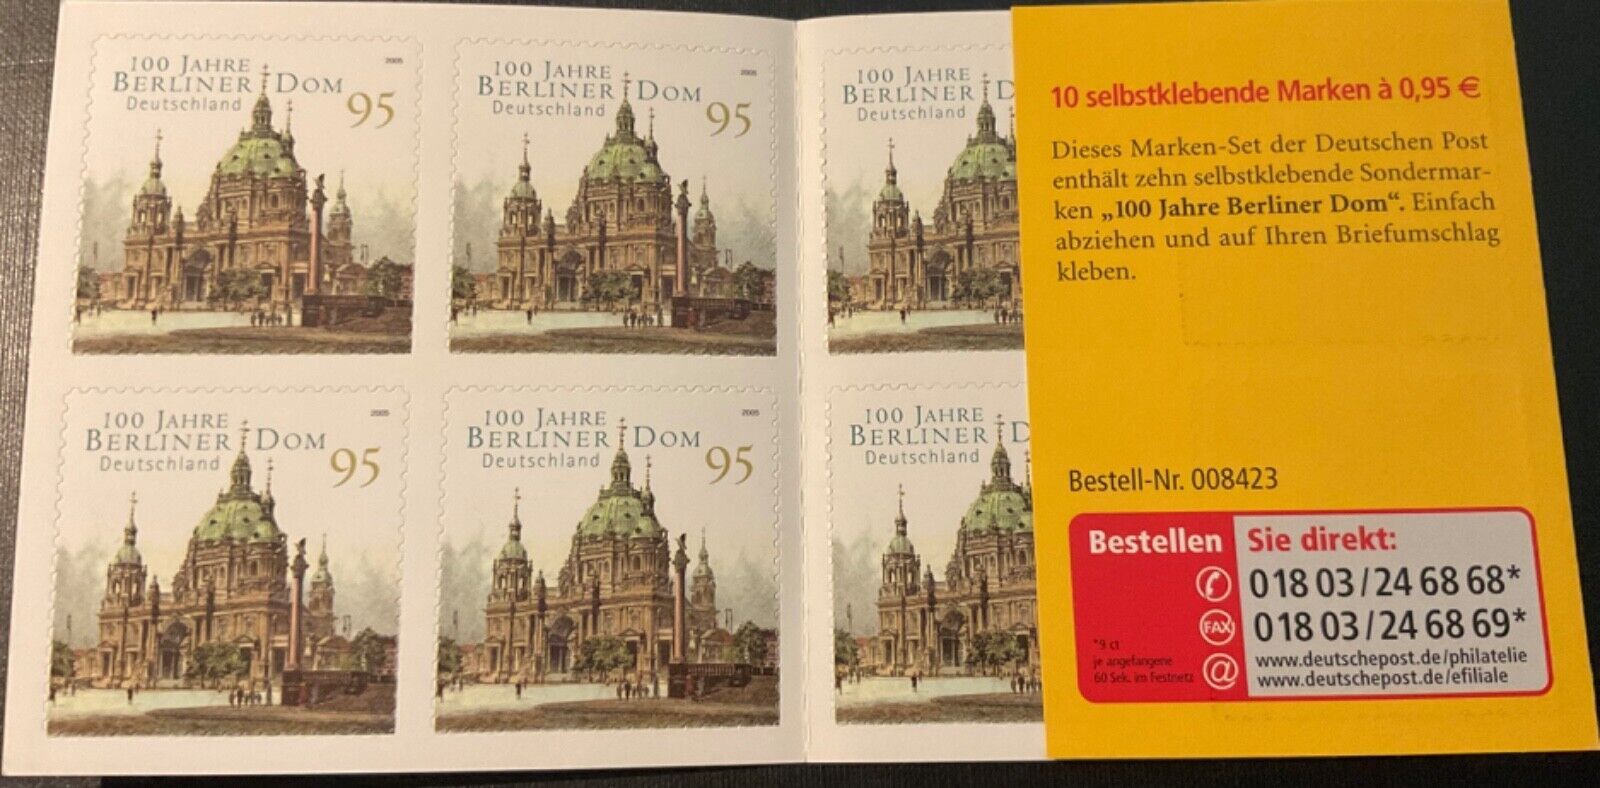 100 JAHRE
BERLINER DOM
Deutschland
2005
95
100 JAHRE
BERLINER DOM
Deutschland
2005
95
100 JAHRE
BERLINER D
Deutschland
100 JAHRE
BERLINER DOM
Deutschland
2005
95
100 JAHRE
BERLINER DOM
Deutschland
2005
95
100 JAHRE
BERLINER D
Deutschland
10 selbstklebende Marken à 0,95 €
Dieses Marken-Set der Deutschen Post
enthält zehn selbstklebende Sondermar-
ken „100 Jahre Berliner Dom“. Einfach
abziehen und auf Ihren Briefumschlag
kleben.
Bestell-Nr. 008423
Bestellen Sie direkt:
0 18 03/24 68 68*
FAX 0 18 03/24 68 69*
@ www.deutschepost.de/philatelie
www.deutschepost.de/efiliale
*9 ct
je angefangene
60 Sek. im Festnetz